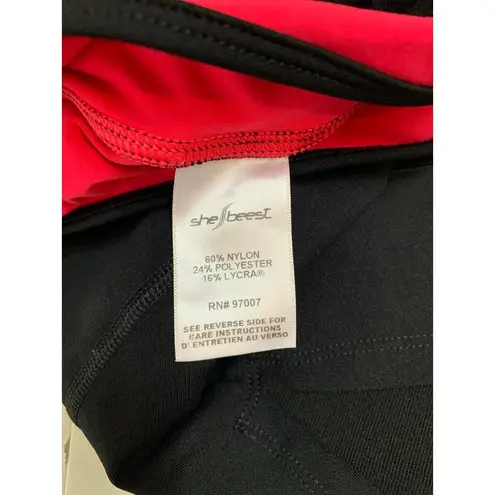 she beest
60% NYLON
24% POLYESTER
16% LYCRA®
RN# 97007
SEE REVERSE SIDE FOR
CARE INSTRUCTIONS
D' ENTRETIEN AU VERSO